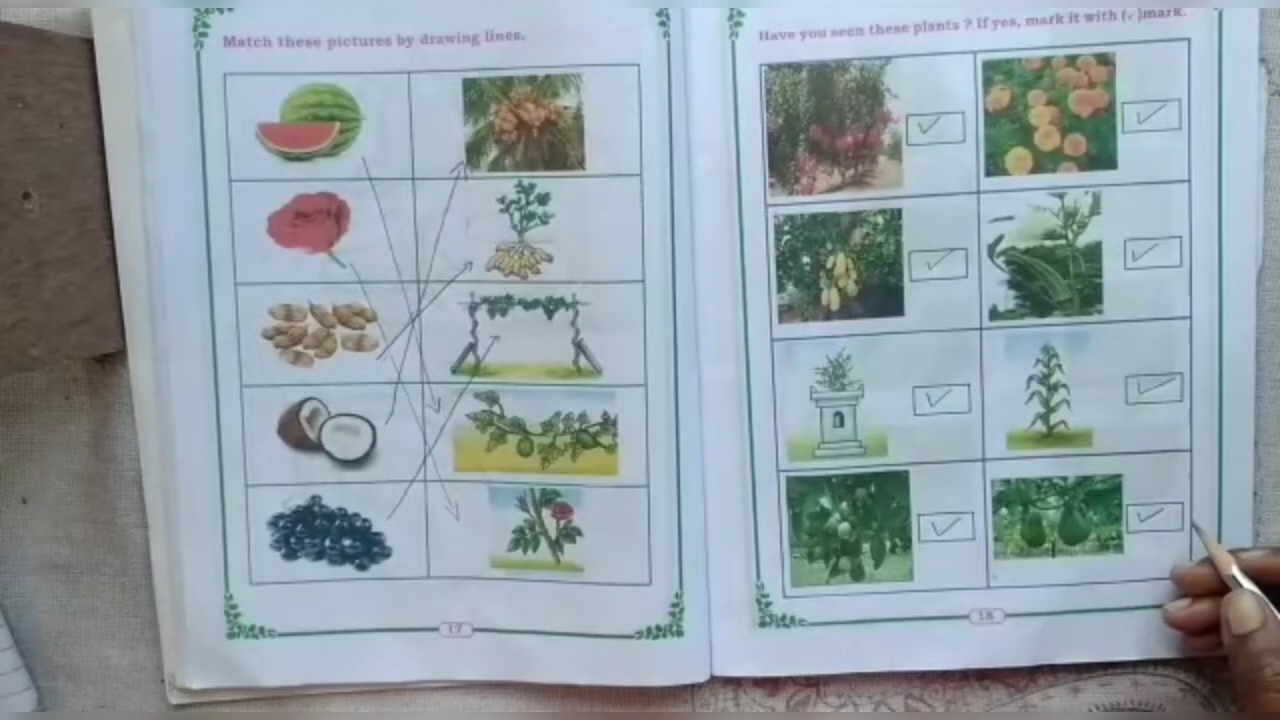 Match these pictures by drawing lines.
17
Have you seen these plants ? If yes, mark it with (✓)mark.
18